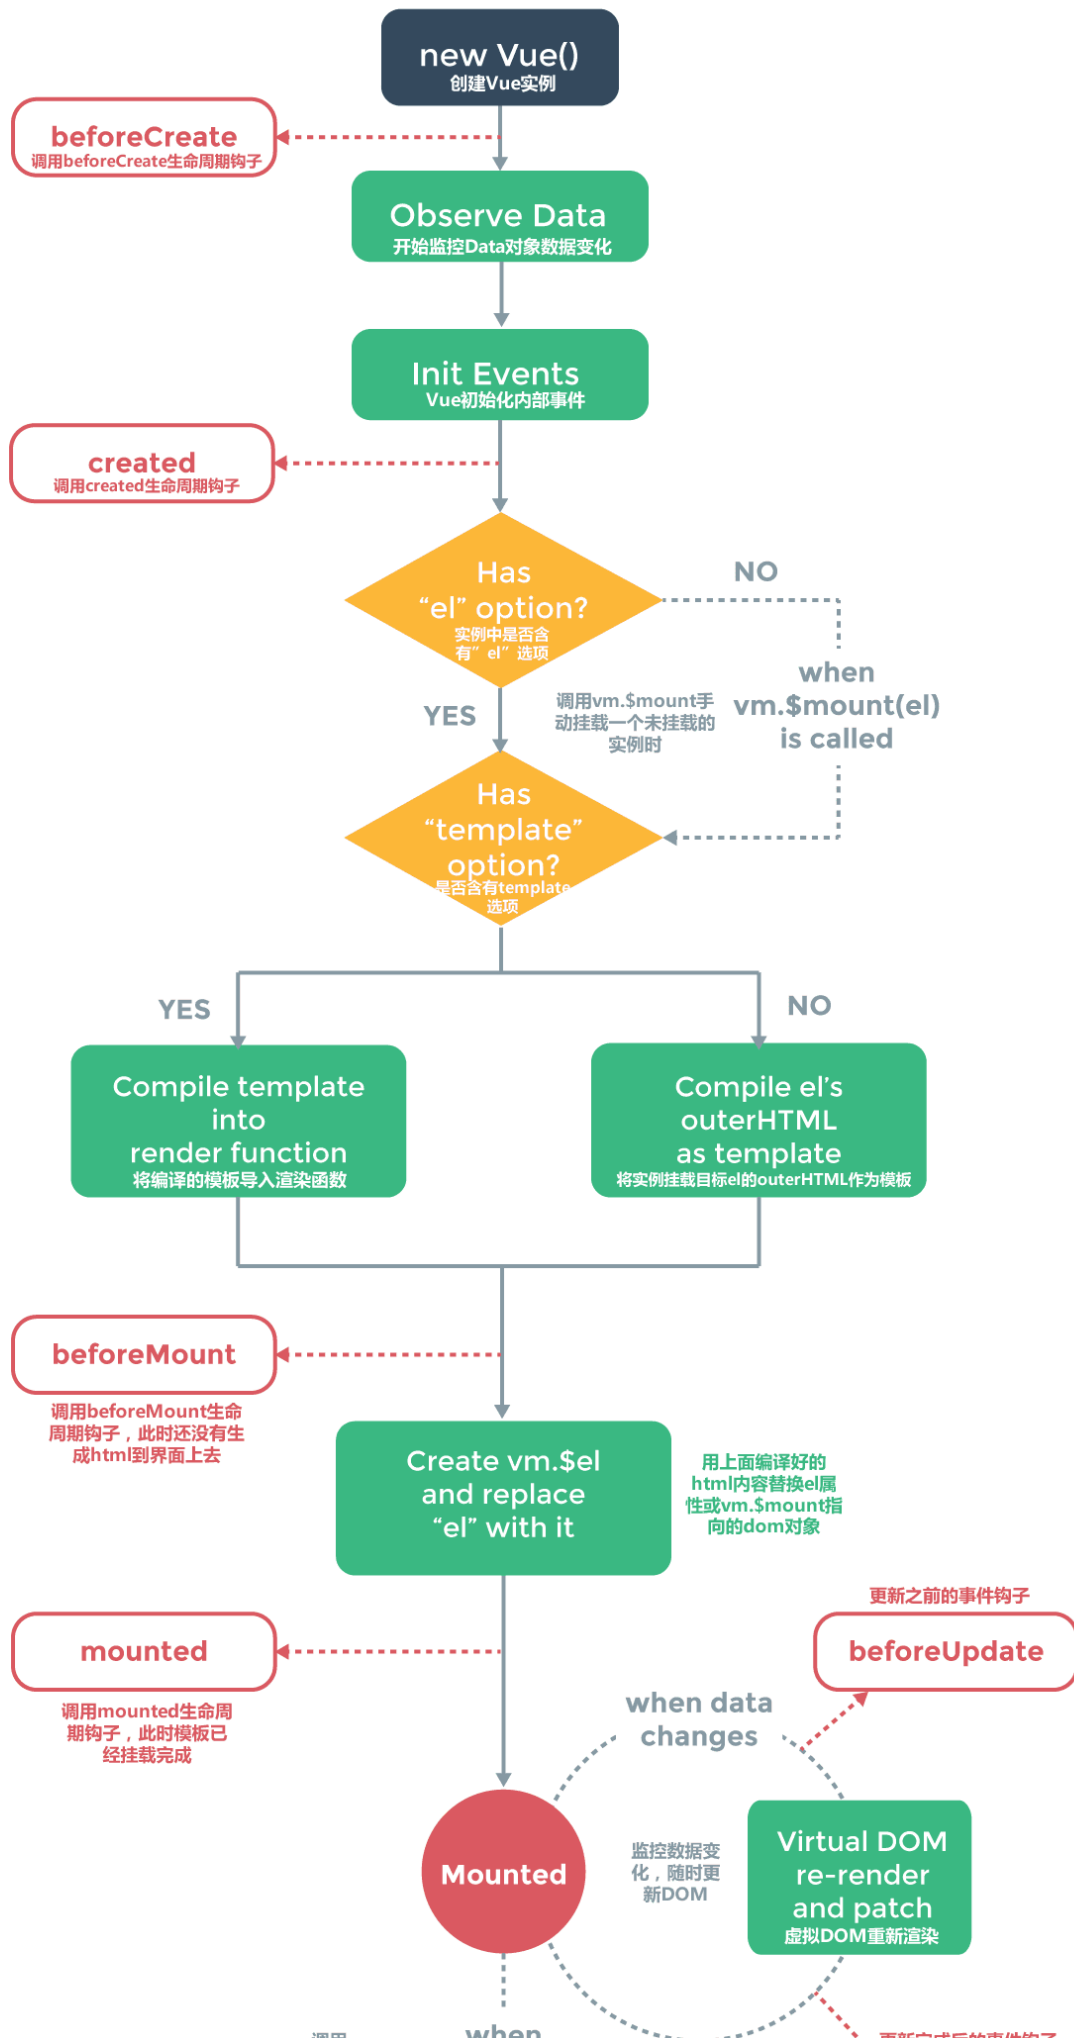 new Vue()
创建Vue实例
beforeCreate
调用beforeCreate生命周期钩子
Observe Data
开始监控Data对象数据变化
Init Events
Vue初始化内部事件
created
调用created生命周期钩子
Has
“el” option?
实例中是否含
有”el”选项
NO
YES
调用vm.$mount手
动挂载一个未挂载的
实例时
when
vm.$mount(el)
is called
Has
“template”
option?
是否含有template
选项
YES
NO
Compile template
into
render function
将编译的模板导入渲染函数
Compile el’s
outerHTML
as template
将实例挂载目标el的outerHTML作为模板
beforeMount
调用beforeMount生命
周期钩子，此时还没有生
成html到界面上去
Create vm.$el
and replace
“el” with it
用上面编译好的
html内容替换el属
性或vm.$mount指
向的dom对象
mounted
调用mounted生命周
期钩子，此时模板已
经挂载完成
更新之前的事件钩子
beforeUpdate
when data
changes
Mounted
监控数据变
化，随时更
新DOM
Virtual DOM
re-render
and patch
虚拟DOM重新渲染
调用
when
更新完成后的事件钩子